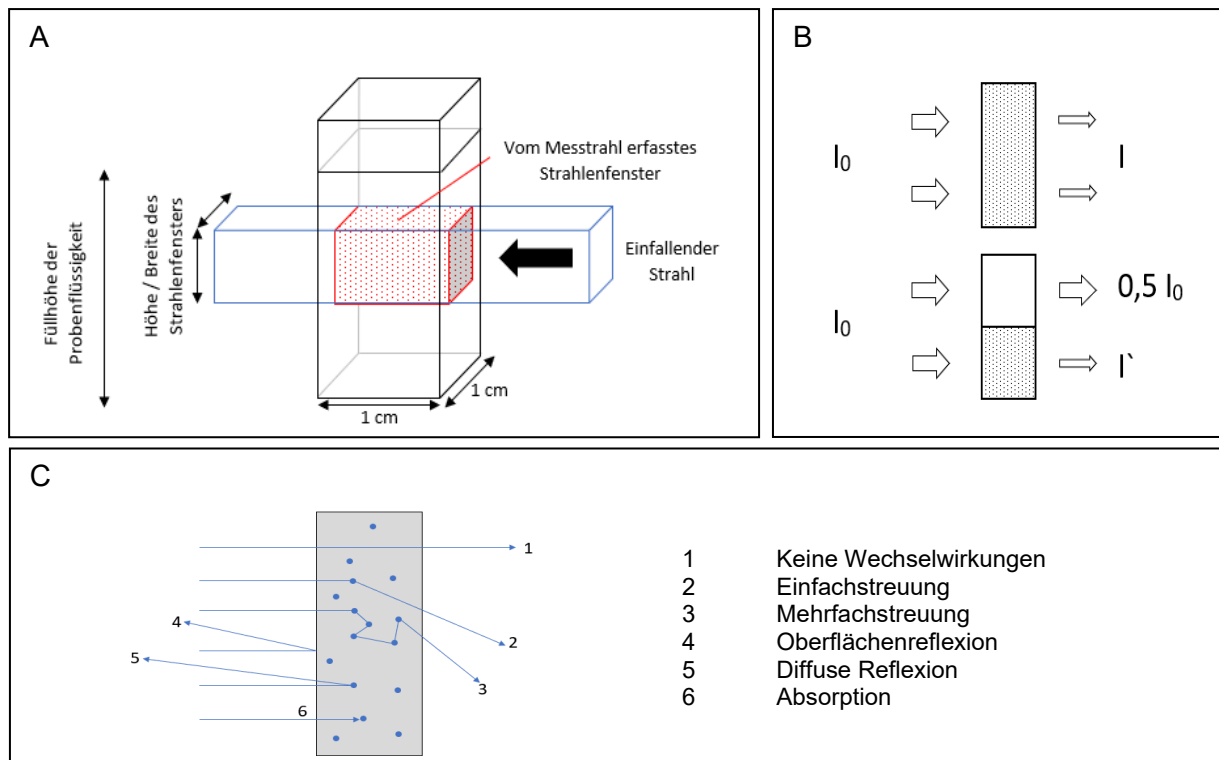 A
Vom Messtrahl erfasstes
Strahlenfenster
Füllhöhe der
Probenflüssigkeit
Höhe / Breite des
Strahlenfensters
Einfallender
Strahl
1 cm
1 cm
B
I0
I
I0
0,5 I0
I`
C
1
2
3
4
5
6
1 Keine Wechselwirkungen
2 Einfachstreuung
3 Mehrfachstreuung
4 Oberflächenreflexion
5 Diffuse Reflexion
6 Absorption